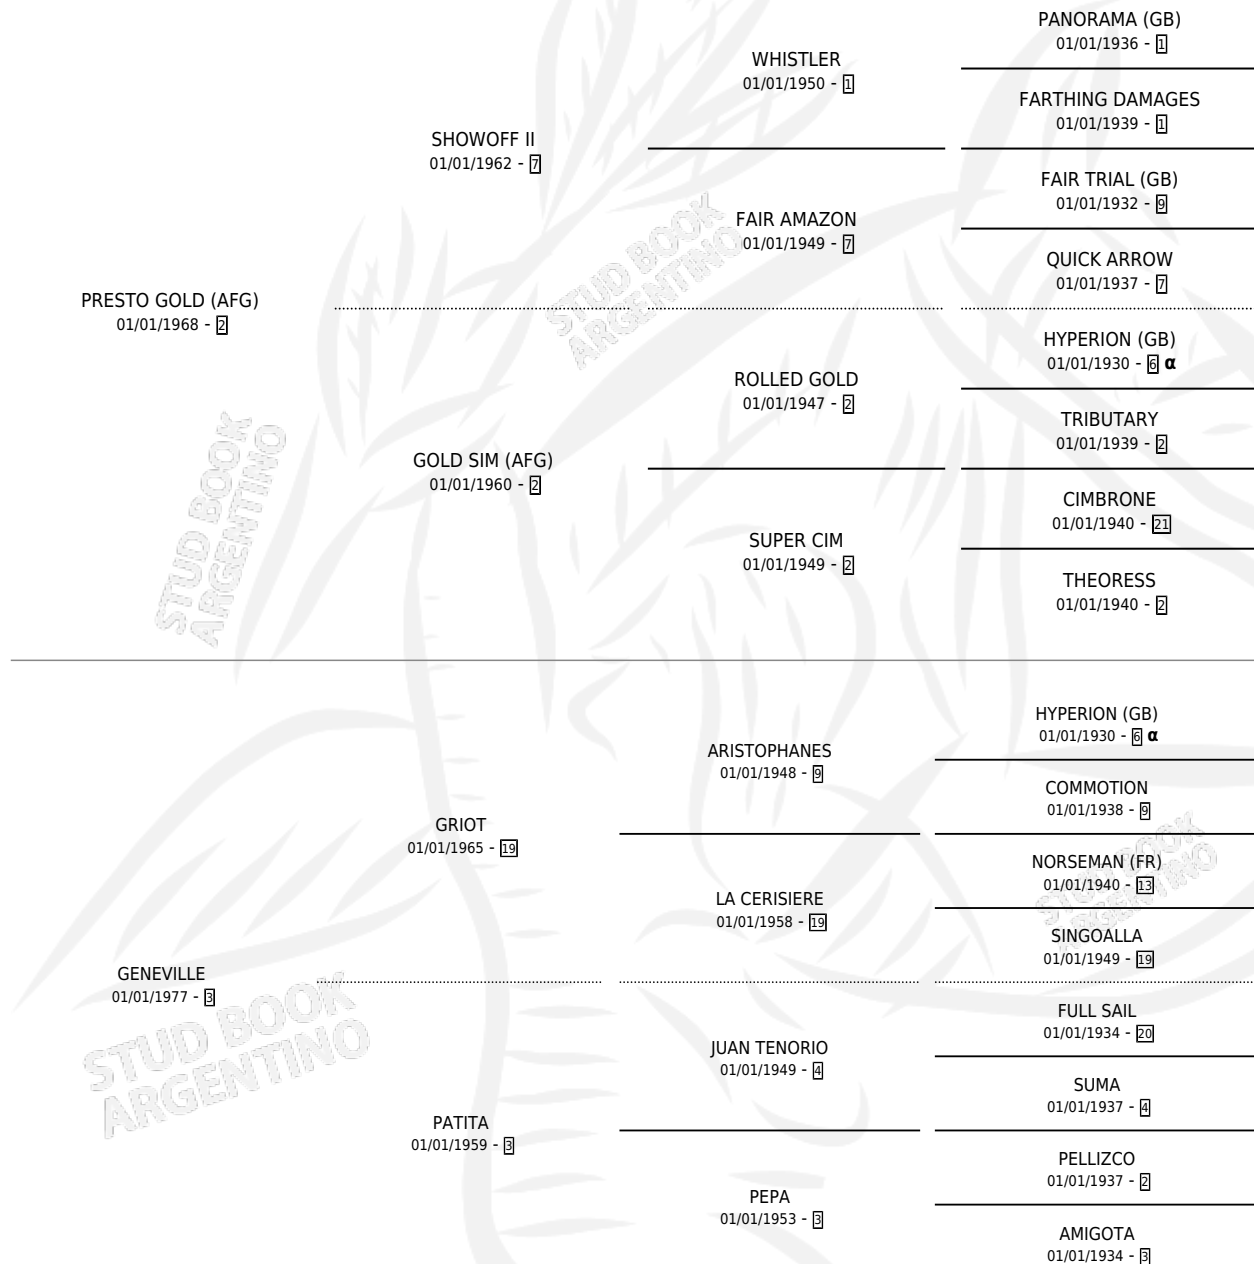 PANORAMA (GB)
01/01/1936 - 1
WHISTLER
01/01/1950 - 1
FARTHING DAMAGES
01/01/1939 - 1
SHOWOFF II
01/01/1962 - 7
FAIR TRIAL (GB)
01/01/1932 - 9
FAIR AMAZON
01/01/1949 - 7
QUICK ARROW
01/01/1937 - 7
PRESTO GOLD (AFG)
01/01/1968 - 2
HYPERION (GB)
01/01/1930 - 6 α
ROLLED GOLD
01/01/1947 - 2
TRIBUTARY
01/01/1939 - 2
GOLD SIM (AFG)
01/01/1960 - 2
CIMBRONE
01/01/1940 - 21
SUPER CIM
01/01/1949 - 2
THEORESS
01/01/1940 - 2
HYPERION (GB)
01/01/1930 - 6 α
ARISTOPHANES
01/01/1948 - 9
COMMOTION
01/01/1938 - 9
GRIOT
01/01/1965 - 19
NORSEMAN (FR)
01/01/1940 - 13
LA CERISIERE
01/01/1958 - 19
SINGOALLA
01/01/1949 - 19
GENEVILLE
01/01/1977 - 3
FULL SAIL
01/01/1934 - 20
JUAN TENORIO
01/01/1949 - 4
SUMA
01/01/1937 - 4
PATITA
01/01/1959 - 3
PELLIZCO
01/01/1937 - 2
PEPA
01/01/1953 - 3
AMIGOTA
01/01/1934 - 3
STUD BOOK
ARGENTINO
STUD BOOK
ARGENTINO
STUD BOOK
ARGENTINO
STUD BOOK
ARGENTINO